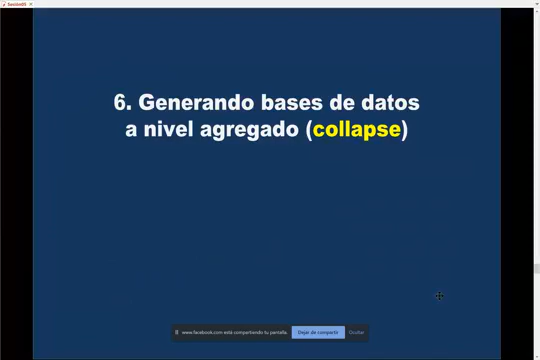 Sesion05
6. Generando bases de datos
a nivel agregado (collapse)
www.facebook.com está compartiendo tu pantalla.
Dejar de compartir
Ocultar